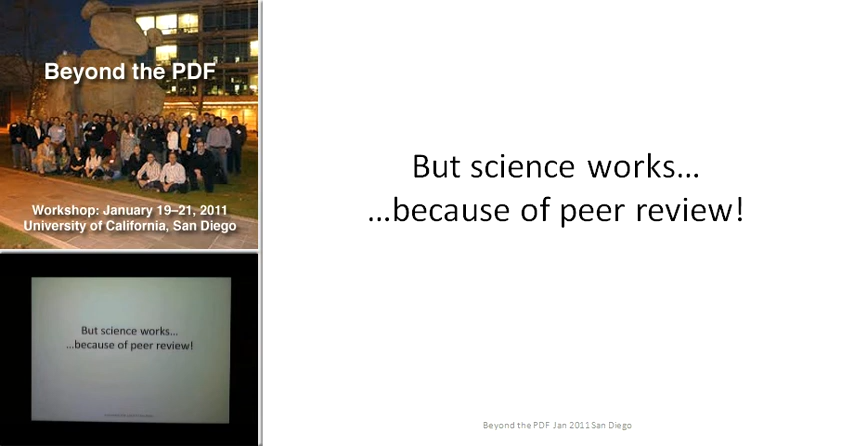 Beyond the PDF
Workshop: January 19–21, 2011
University of California, San Diego
But science works...
...because of peer review!
But science works...
...because of peer review!
Beyond the PDF Jan 2011 San Diego